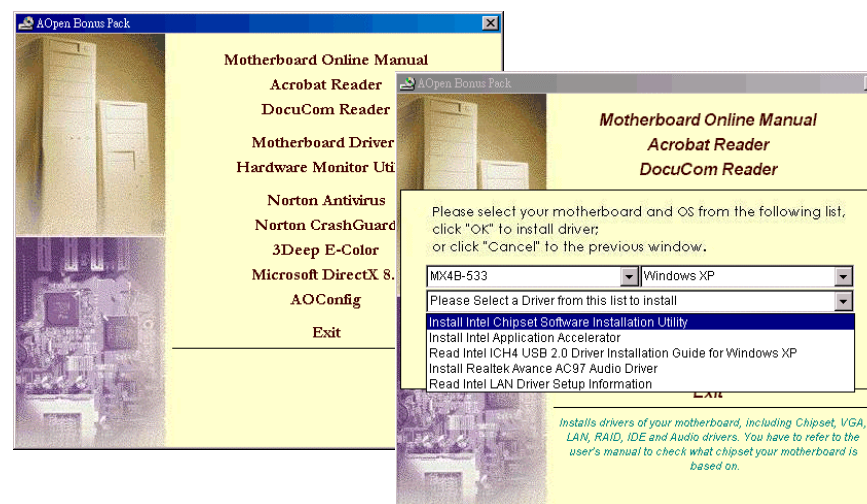 AOpen Bonus Pack
Motherboard Online Manual
Acrobat Reader
DocuCom Reader
Motherboard Driver
Hardware Monitor Uti
Norton Antivirus
Norton CrashGuard
3Deep E-Color
Microsoft DirectX 8.
AOConfig
Exit
AOpen Bonus Pack
Motherboard Online Manual
Acrobat Reader
DocuCom Reader
Please select your motherboard and OS from the following list,
click "OK" to install driver;
or click "Cancel" to the previous window.
MX4B-533 Windows XP
Please Select a Driver from this list to install
Install Intel Chipset Software Installation Utility
Install Intel Application Accelerator
Read Intel ICH4 USB 2.0 Driver Installation Guide for Windows XP
Install Realtek Avance AC97 Audio Driver
Read Intel LAN Driver Setup Information
Exit
Installs drivers of your motherboard, including Chipset, VGA,
LAN, RAID, IDE and Audio drivers. You have to refer to the
user's manual to check what chipset your motherboard is
based on.